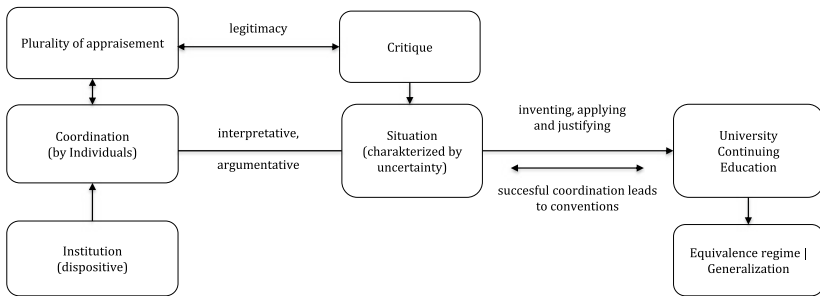 Plurality of appraisement
legitimacy
Critique
Coordination
(by Individuals)
interpretative,
argumentative
Situation
(charakterized by
uncertainty)
inventing, applying
and justifying
succesful coordination leads
to conventions
University
Continuing
Education
Institution
(dispositive)
Equivalence regime |
Generalization